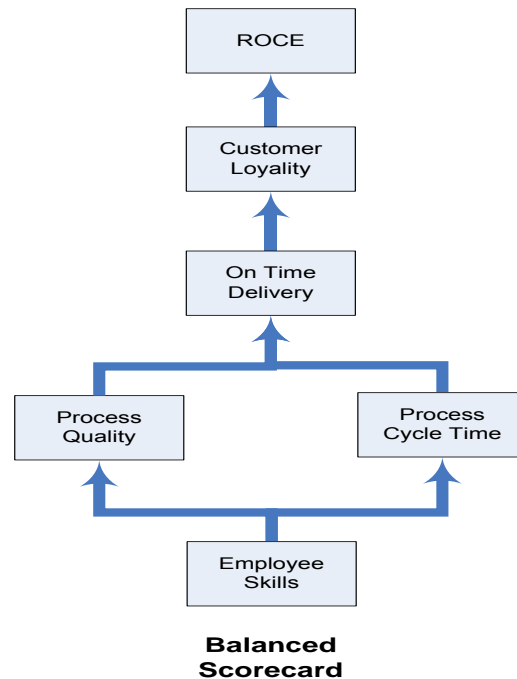 ROCE
Customer
Loyality
On Time
Delivery
Process
Quality
Process
Cycle Time
Employee
Skills
Balanced
Scorecard